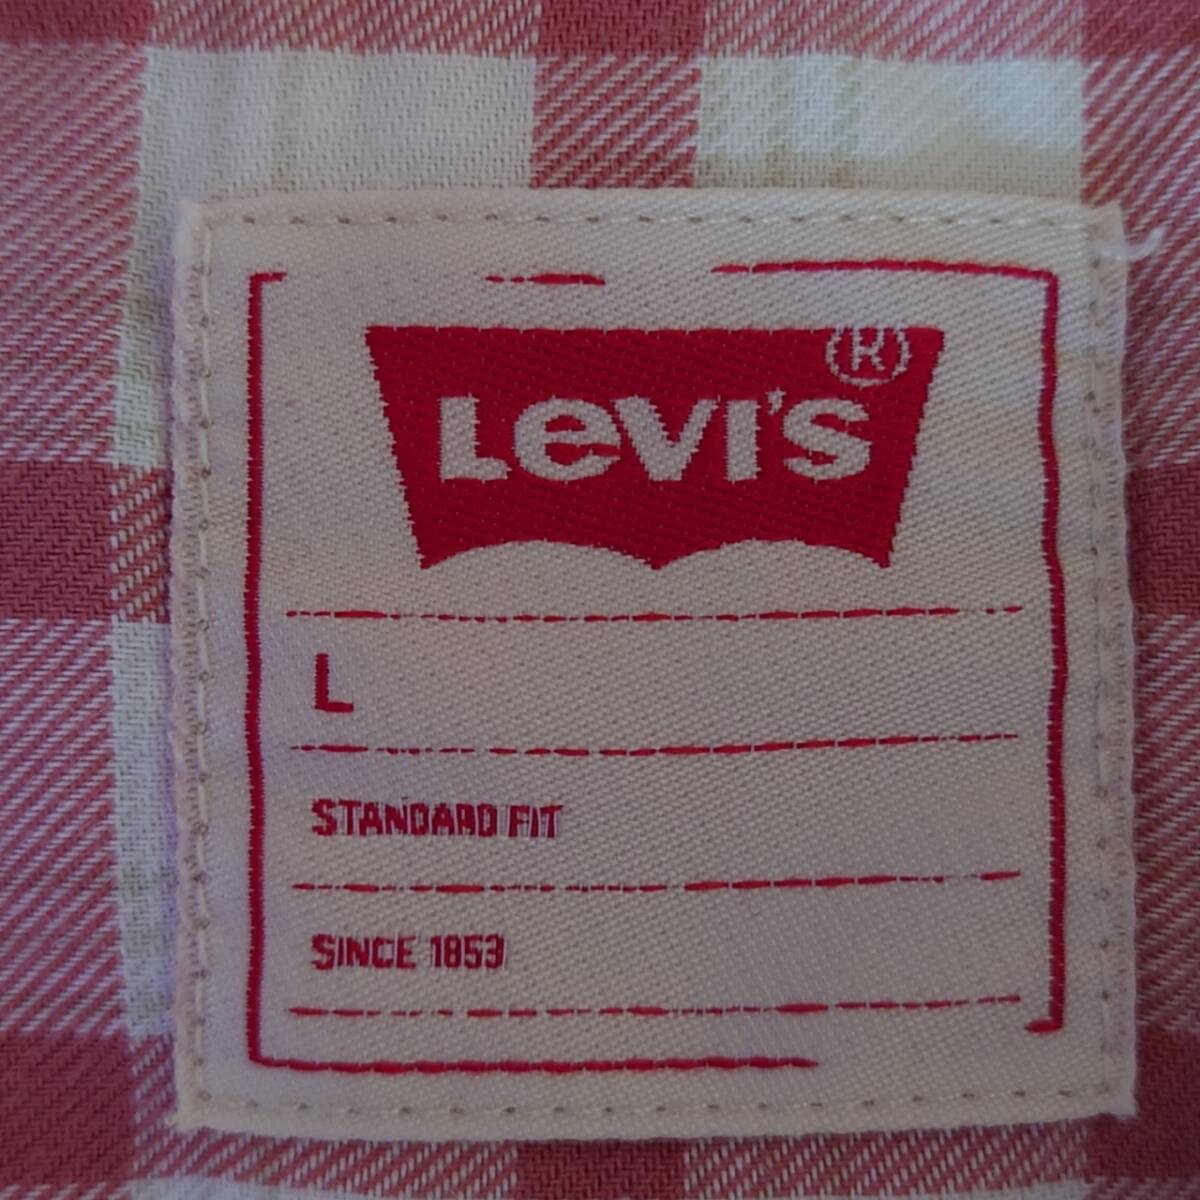 Levi's®
L
STANDARD FIT
SINCE 1853